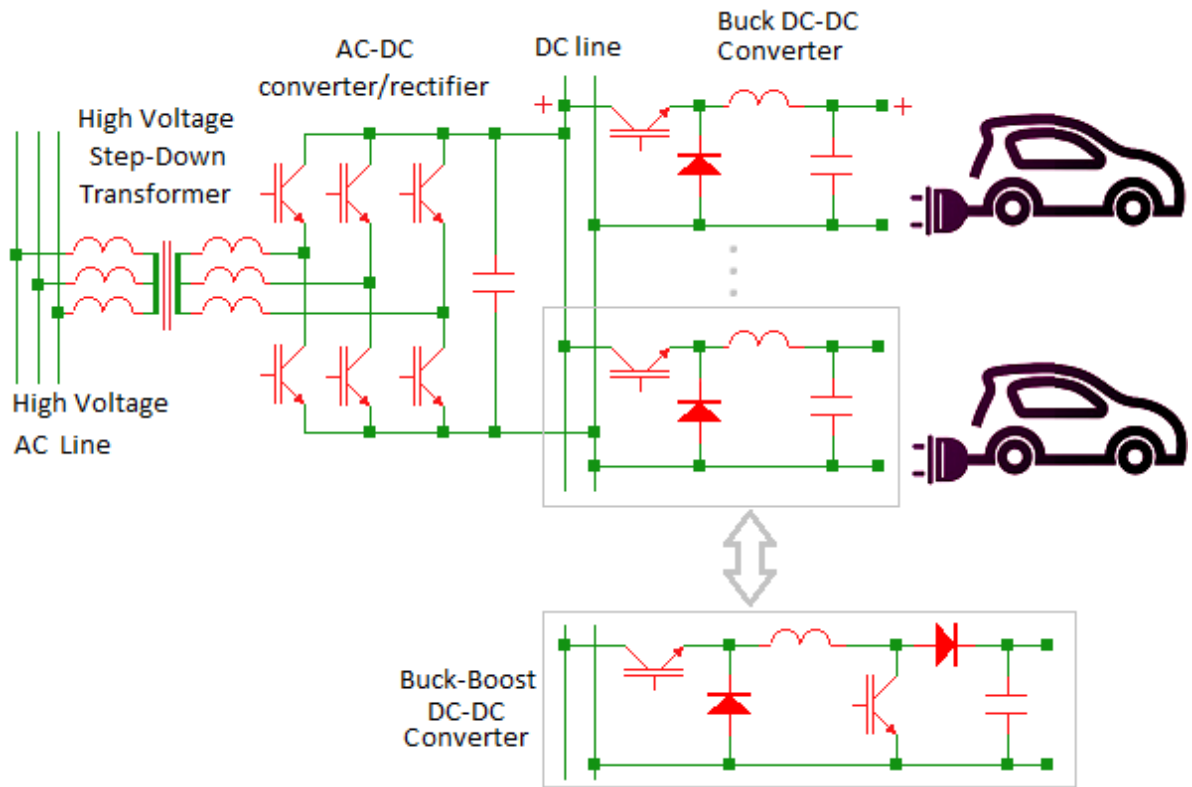 Buck DC-DC
Converter
DC line
AC-DC
converter/rectifier
+
+
High Voltage
Step-Down
Transformer
High Voltage
AC Line
Buck-Boost
DC-DC
Converter